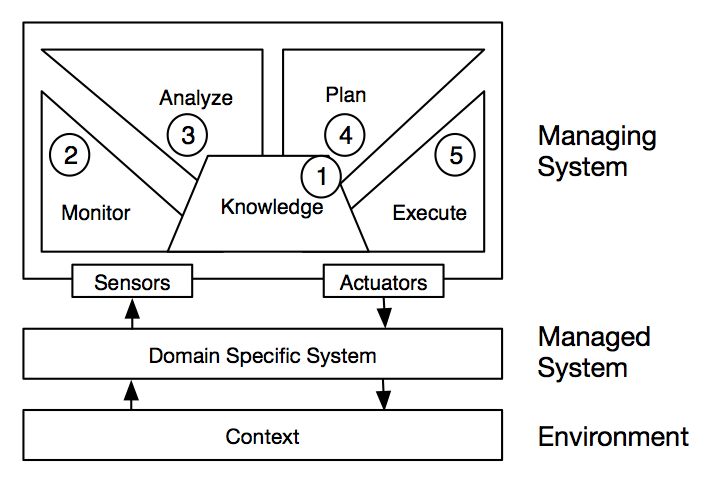 Analyze
Plan
3
4
2
5
1
Managing
System
Monitor
Knowledge
Execute
Sensors
Actuators
Domain Specific System
Managed
System
Context
Environment